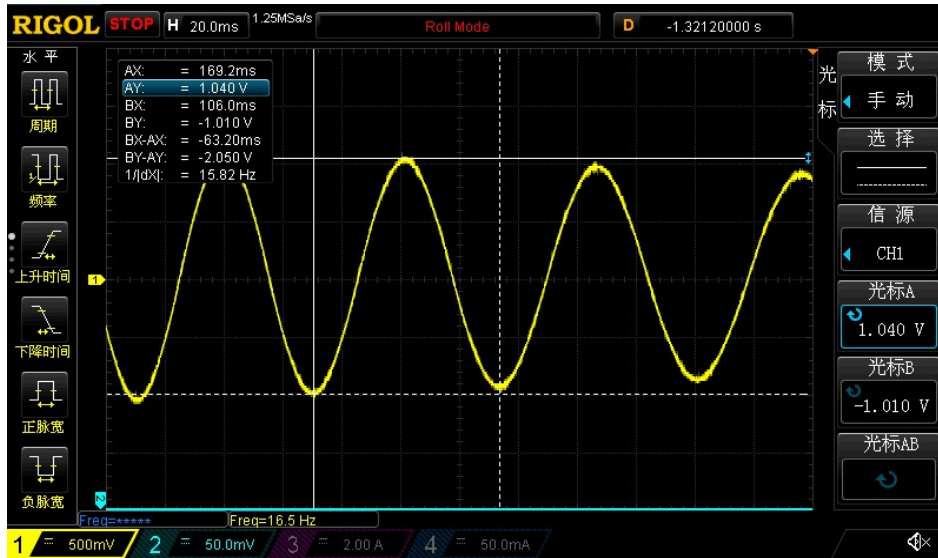 RIGOL STOP H 20.0ms 1.25MSa/s Roll Mode D -1.32120000 s
水 平
周期
频率
上升时间
下降时间
正脉宽
负脉宽
AX: = 169.2ms
AY: = 1.040 V
BX: = 106.0ms
BY: = -1.010 V
BX-AX: = -63.20ms
BY-AY: = -2.050 V
1/|dX|: = 15.82 Hz
1
2
光标
模 式
手 动
选 择
信 源
CH1
光标A
1.040 V
光标B
-1.010 V
光标AB
Freq=***** Freq=16.5 Hz
1 = 500mV 2 = 50.0mV 3 = 2.00 A 4 = 50.0mA